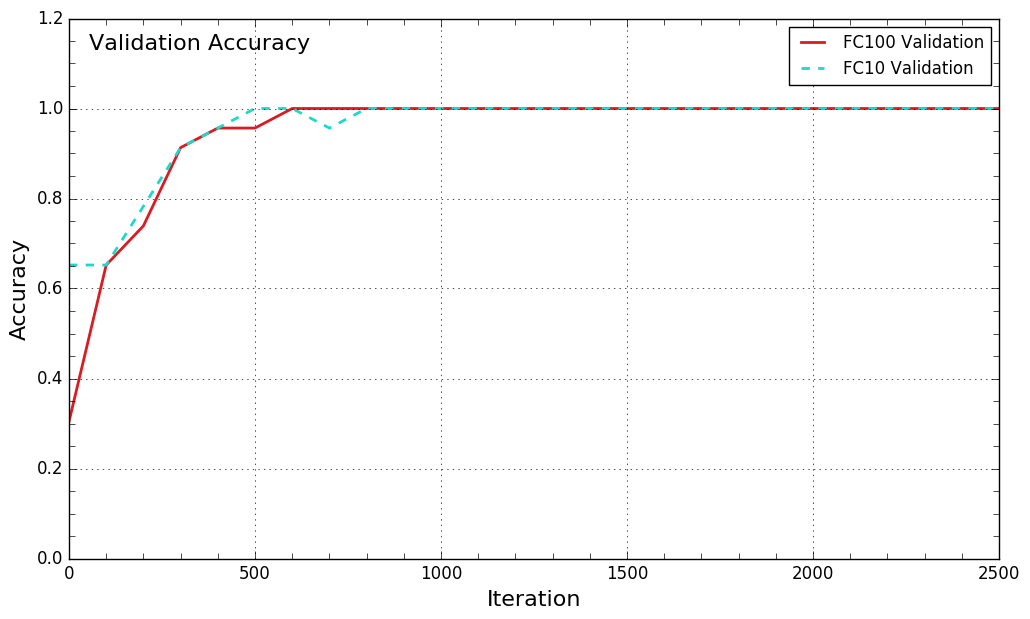 Validation Accuracy
FC100 Validation
FC10 Validation
1.2
1.0
0.8
0.6
0.4
0.2
0.0
Accuracy
0 500 1000 1500 2000 2500
Iteration